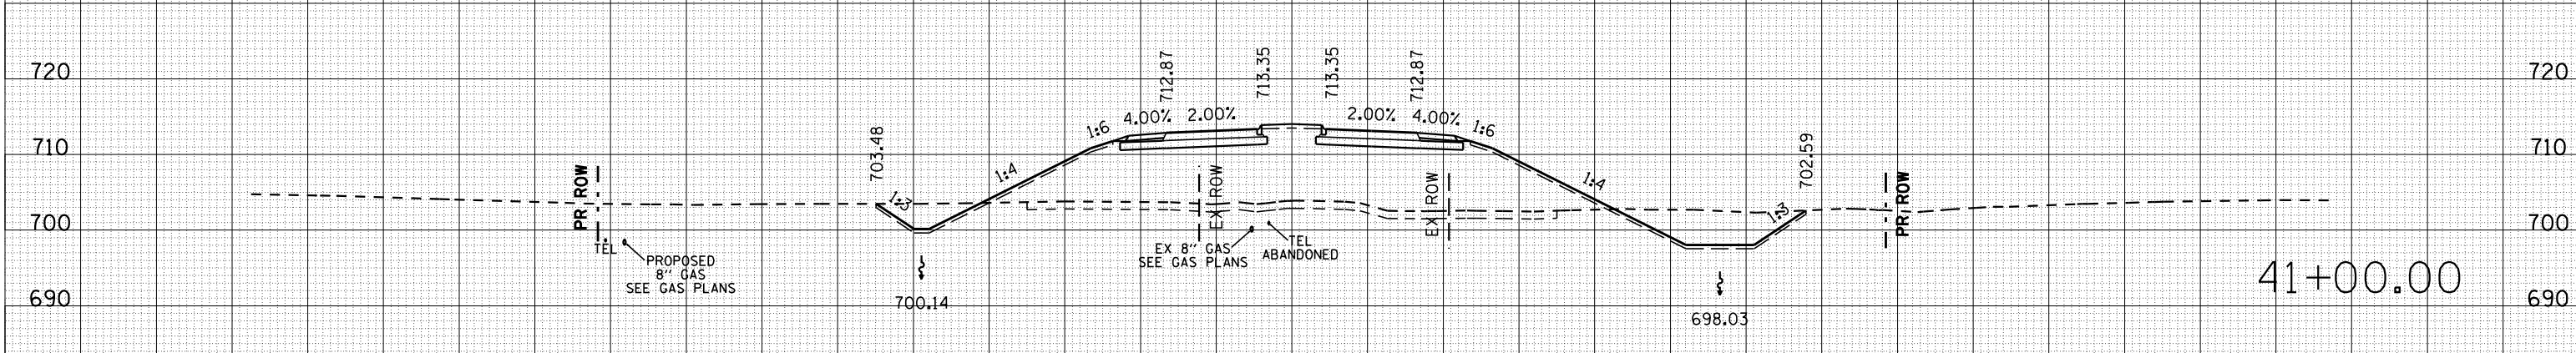 720
710
700
690
PR ROW
TEL
PROPOSED
8" GAS
SEE GAS PLANS
703.48
1:3
700.14
1:4
1:6
4.00%
712.87
2.00%
713.35
EX ROW
EX 8" GAS
SEE GAS PLANS
TEL
ABANDONED
713.35
2.00%
712.87
4.00%
1:6
EX ROW
1:4
698.03
1:3
702.59
PR ROW
720
710
700
690
41+00.00